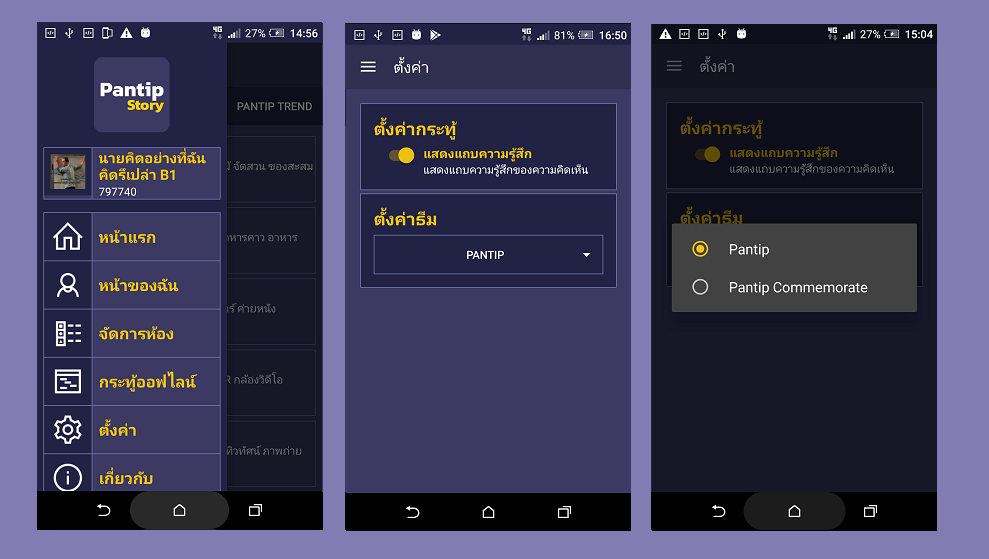 4G 27% 14:56
Pantip
Story
PANTIP TREND
นายคิดอย่างที่ฉัน
คิดรึเปล่า B1
797740
จัดสวน ของสะสม
หน้าแรก
อาหารคาว อาหาร
หน้าของฉัน
จัดการห้อง
ค่ายหนัง
กระทู้ออฟไลน์
กล้องวิดีโอ
ตั้งค่า
ทิวทัศน์ ภาพถ่าย
เกี่ยวกับ
4G 81% 16:50
ตั้งค่า
ตั้งค่ากระทู้
แสดงแถบความรู้สึก
แสดงแถบความรู้สึกของความคิดเห็น
ตั้งค่าธีม
PANTIP
4G 27% 15:04
ตั้งค่า
ตั้งค่ากระทู้
แสดงแถบความรู้สึก
แสดงแถบความรู้สึกของความคิดเห็น
ตั้งค่าธีม
Pantip
Pantip Commemorate